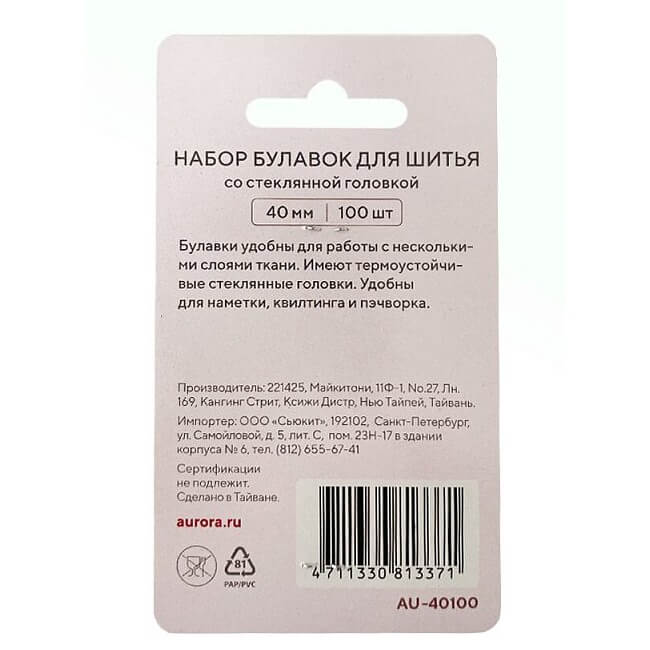 НАБОР БУЛАВОК ДЛЯ ШИТЬЯ
со стеклянной головкой
40 мм | 100 шт
Булавки удобны для работы с нескольки-
ми слоями ткани. Имеют термоустойчи-
вые стеклянные головки. Удобны
для наметки, квилтинга и пэчворка.
Производитель: 221425, Майкитони, 11Ф-1, No.27, Лн.
169, Кангинг Стрит, Ксижи Дистр, Нью Тайпей, Тайвань.
Импортер: ООО «Сьюкит», 192102, Санкт-Петербург,
ул. Самойловой, д. 5, лит. С, пом. 23Н-17 в здании
корпуса № 6, тел. (812) 655-67-41
Сертификации
не подлежит.
Сделано в Тайване.
aurora.ru
81
PAP/PVC
4 711330 813371
AU-40100